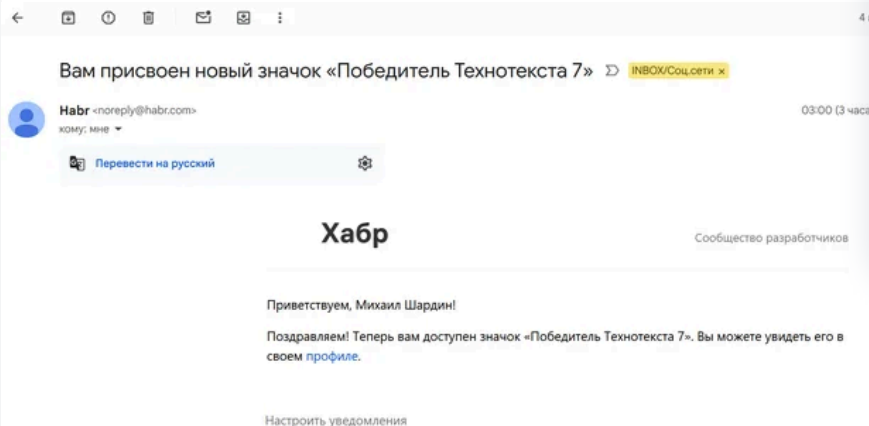 4
Вам присвоен новый значок «Победитель Технотекста 7» INBOX/Соц.сети ×
Habr <noreply@habr.com> 03:00 (3 часа
кому: мне
Перевести на русский
Хабр Сообщество разработчиков
Приветствуем, Михаил Шардин!
Поздравляем! Теперь вам доступен значок «Победитель Технотекста 7». Вы можете увидеть его в
своем профиле.
Настроить уведомления